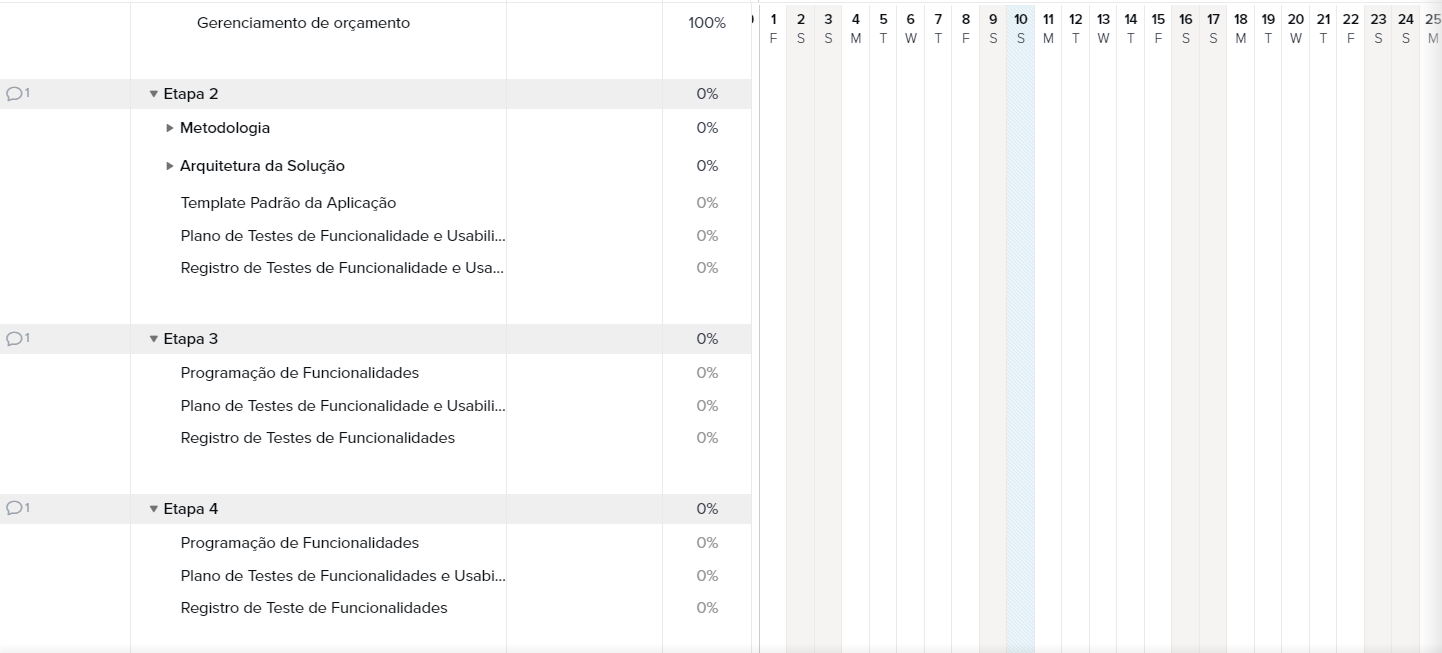 Gerenciamento de orçamento 100%
1 2 3 4 5 6 7 8 9 10 11 12 13 14 15 16 17 18 19 20 21 22 23 24 25
F S S M T W T F S S M T W T F S S M T W T F S S M
1 Etapa 2 0%
Metodologia 0%
Arquitetura da Solução 0%
Template Padrão da Aplicação 0%
Plano de Testes de Funcionalidade e Usabili... 0%
Registro de Testes de Funcionalidade e Usa... 0%
1 Etapa 3 0%
Programação de Funcionalidades 0%
Plano de Testes de Funcionalidade e Usabili... 0%
Registro de Testes de Funcionalidades 0%
1 Etapa 4 0%
Programação de Funcionalidades 0%
Plano de Testes de Funcionalidades e Usabi... 0%
Registro de Teste de Funcionalidades 0%